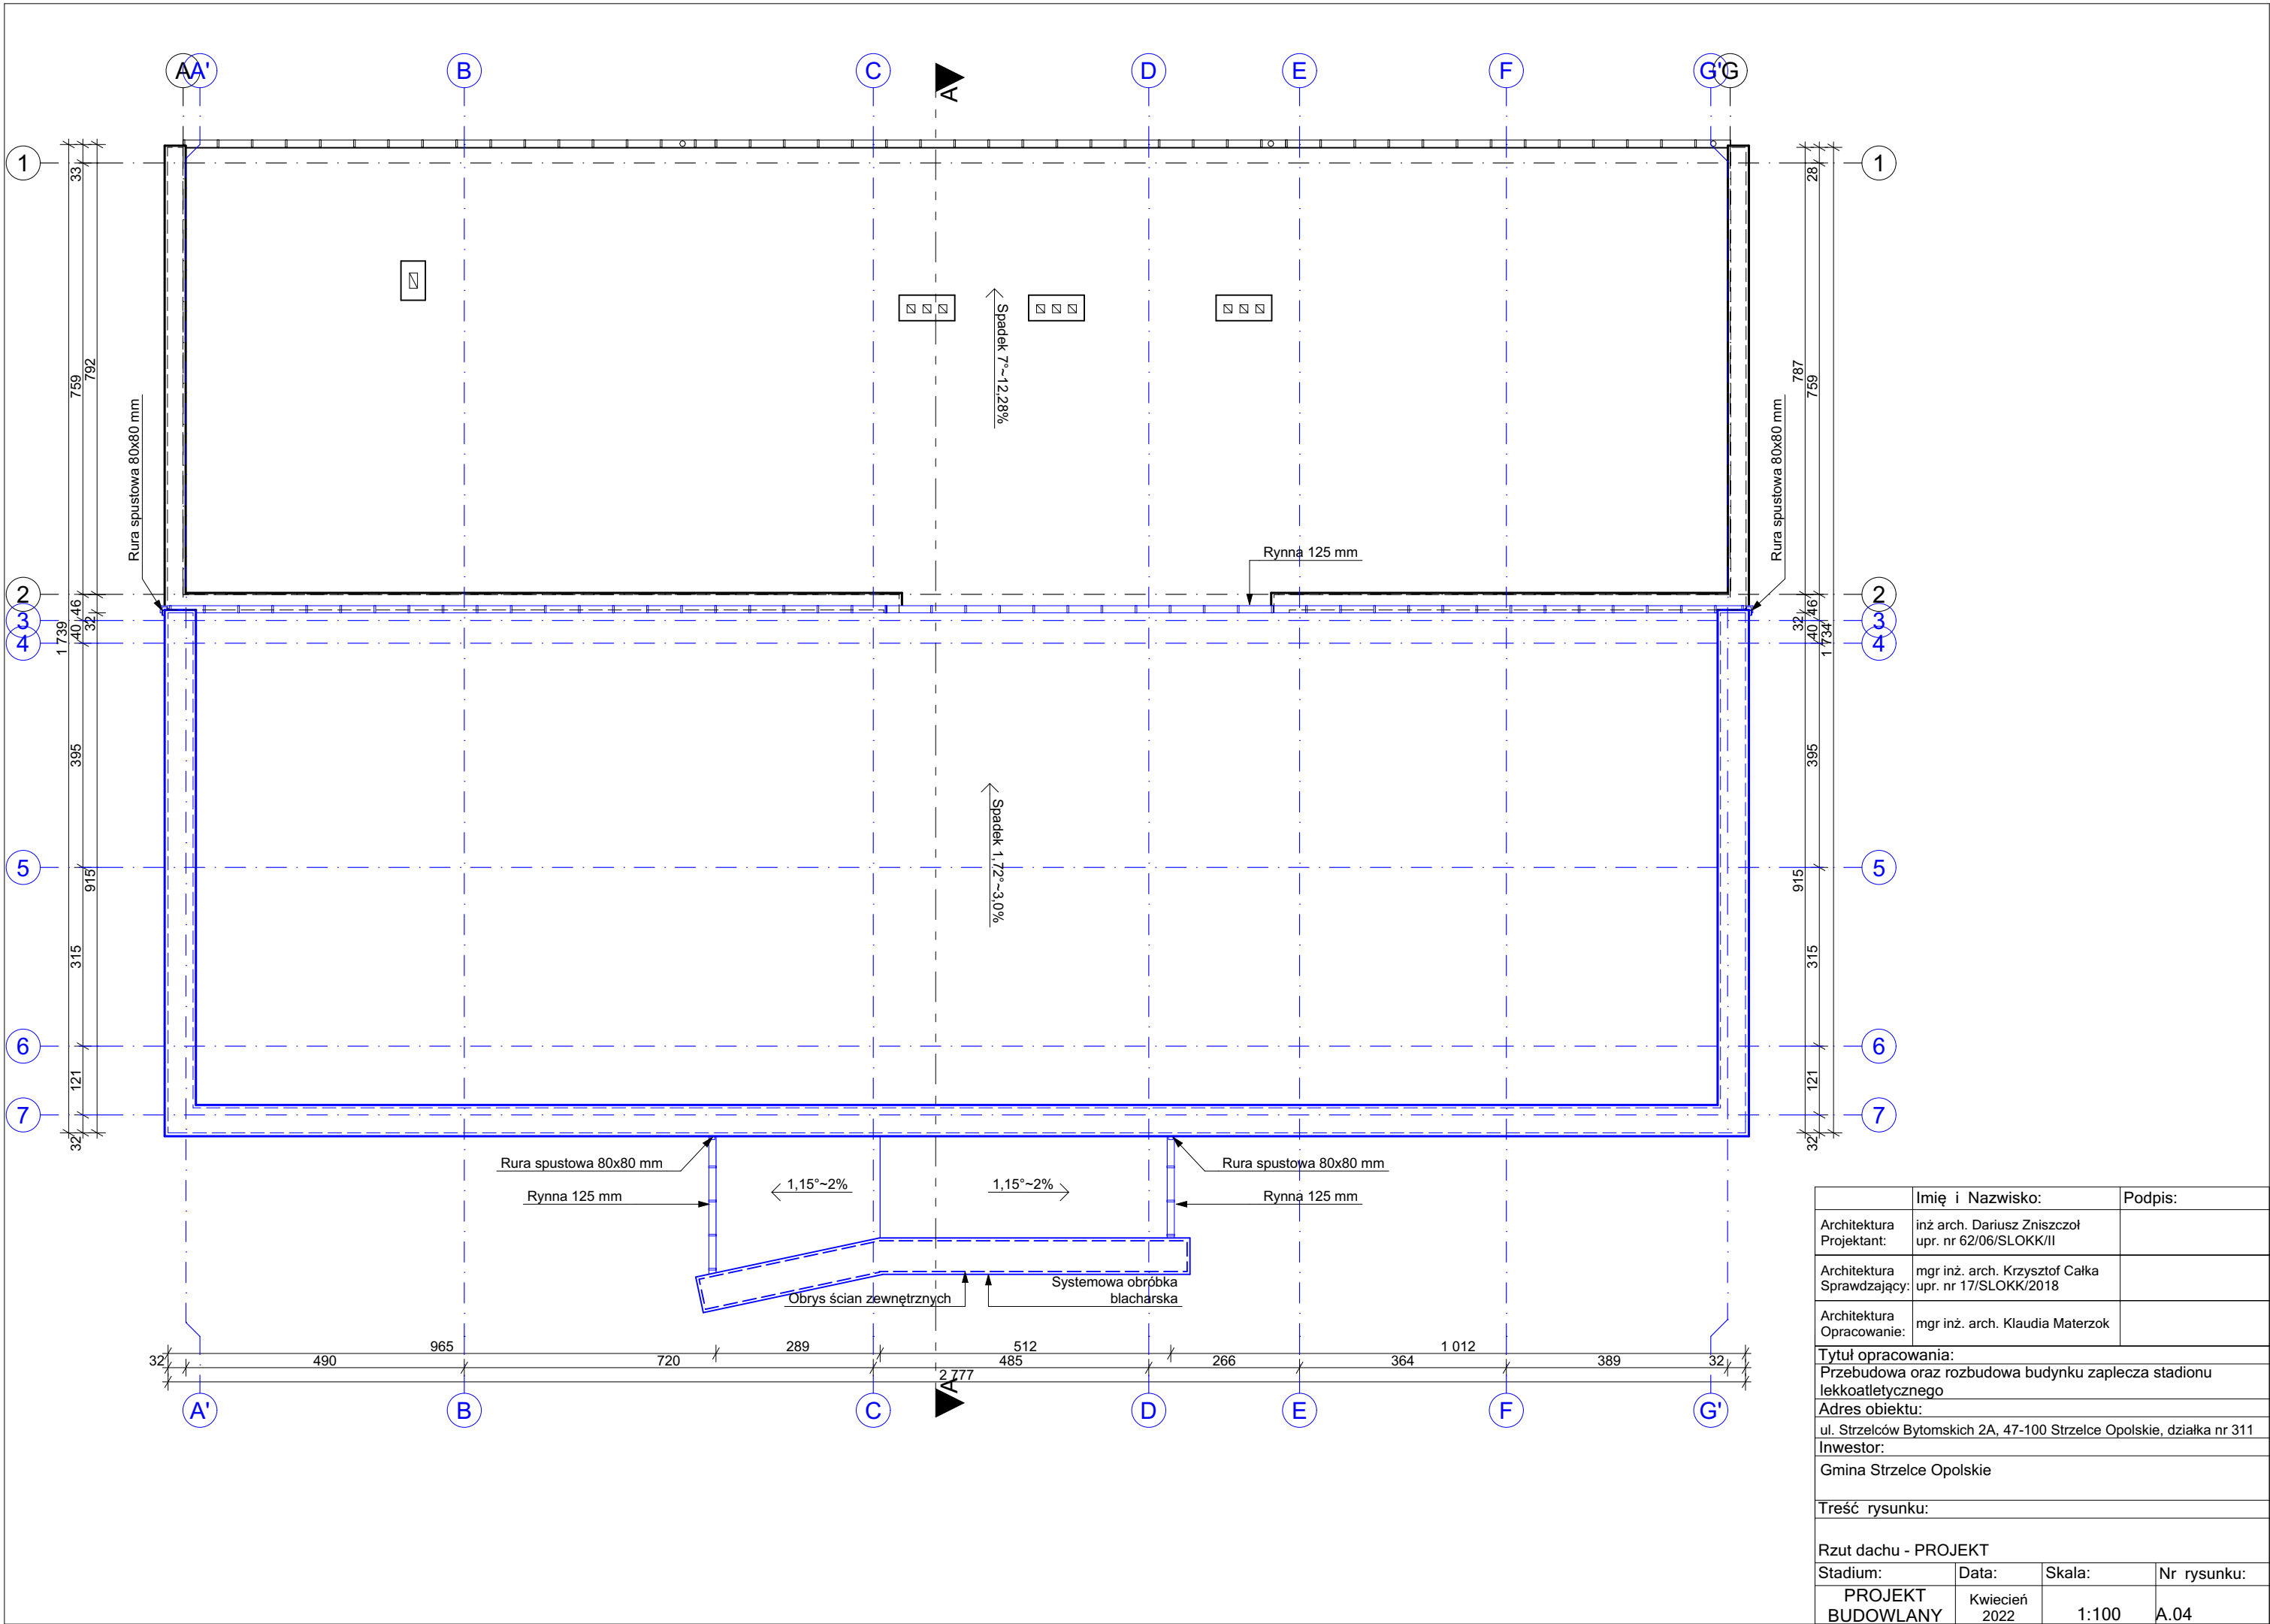 A
A'
B
C
A
D
E
F
G'
G
1
1
33
28
759
792
787
759
Spadek 7°~12,28%
Rura spustowa 80x80 mm
Rura spustowa 80x80 mm
Rynna 125 mm
2
2
3
3
4
4
46
40
32
1 739
46
32
40
1 734
395
395
Spadek 1,72°~3,0%
5
5
915
915
315
315
6
6
121
121
7
7
32
32
Rura spustowa 80x80 mm
Rura spustowa 80x80 mm
1,15°~2%
1,15°~2%
Rynna 125 mm
Rynna 125 mm
Systemowa obróbka
blacharska
Obrys ścian zewnętrznych
965
289
512
1 012
32
490
720
485
266
364
389
32
2 777
A'
B
C
A
D
E
F
G'
Imię i Nazwisko:
Podpis:
Architektura
Projektant:
inż arch. Dariusz Zniszczoł
upr. nr 62/06/SLOKK/II
Architektura
Sprawdzający:
mgr inż. arch. Krzysztof Całka
upr. nr 17/SLOKK/2018
Architektura
Opracowanie:
mgr inż. arch. Klaudia Materzok
Tytuł opracowania:
Przebudowa oraz rozbudowa budynku zaplecza stadionu
lekkoatletycznego
Adres obiektu:
ul. Strzelców Bytomskich 2A, 47-100 Strzelce Opolskie, działka nr 311
Inwestor:
Gmina Strzelce Opolskie
Treść rysunku:
Rzut dachu - PROJEKT
Stadium:
Data:
Skala:
Nr rysunku:
PROJEKT
BUDOWLANY
Kwiecień
2022
1:100
A.04